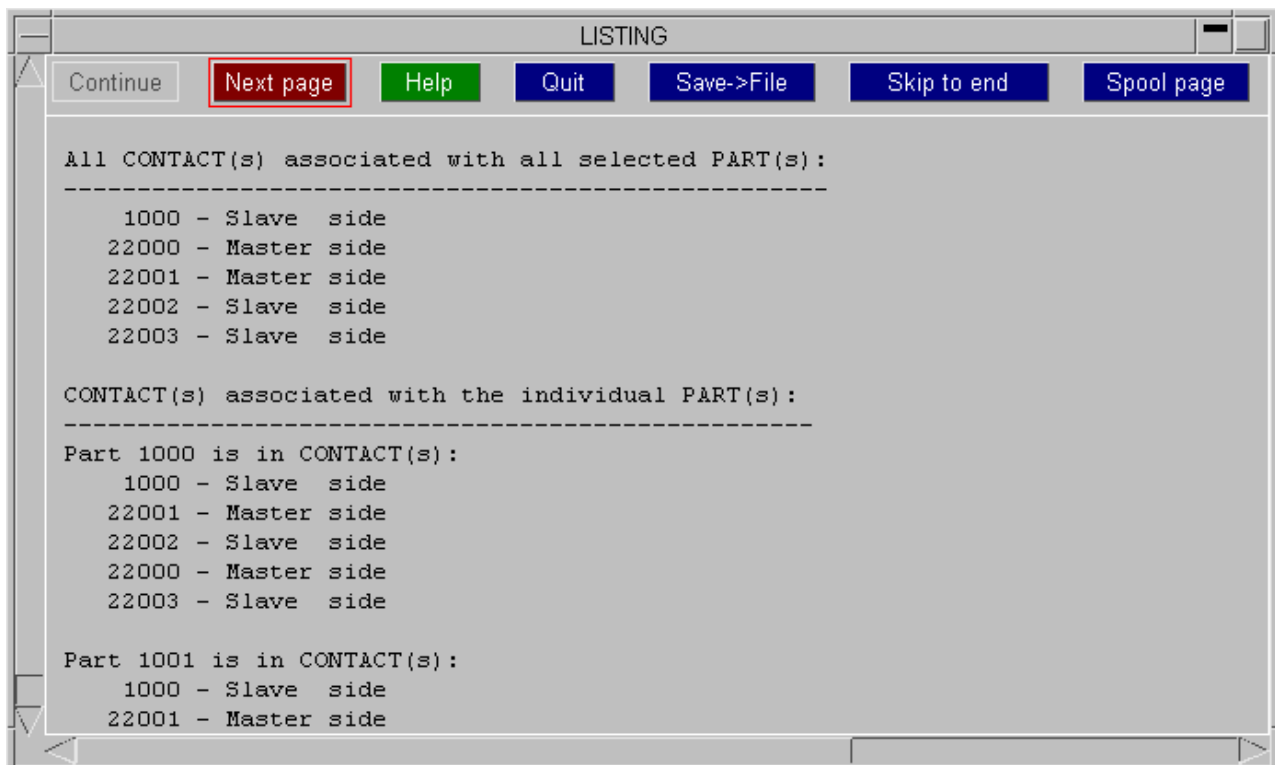 LISTING
Continue Next page Help Quit Save->File Skip to end Spool page
All CONTACT(s) associated with all selected PART(s):
----------------------------------------------------
1000 - Slave  side
22000 - Master side
22001 - Master side
22002 - Slave  side
22003 - Slave  side
CONTACT(s) associated with the individual PART(s):
---------------------------------------------------
Part 1000 is in CONTACT(s):
1000 - Slave  side
22001 - Master side
22002 - Slave  side
22000 - Master side
22003 - Slave  side
Part 1001 is in CONTACT(s):
1000 - Slave  side
22001 - Master side